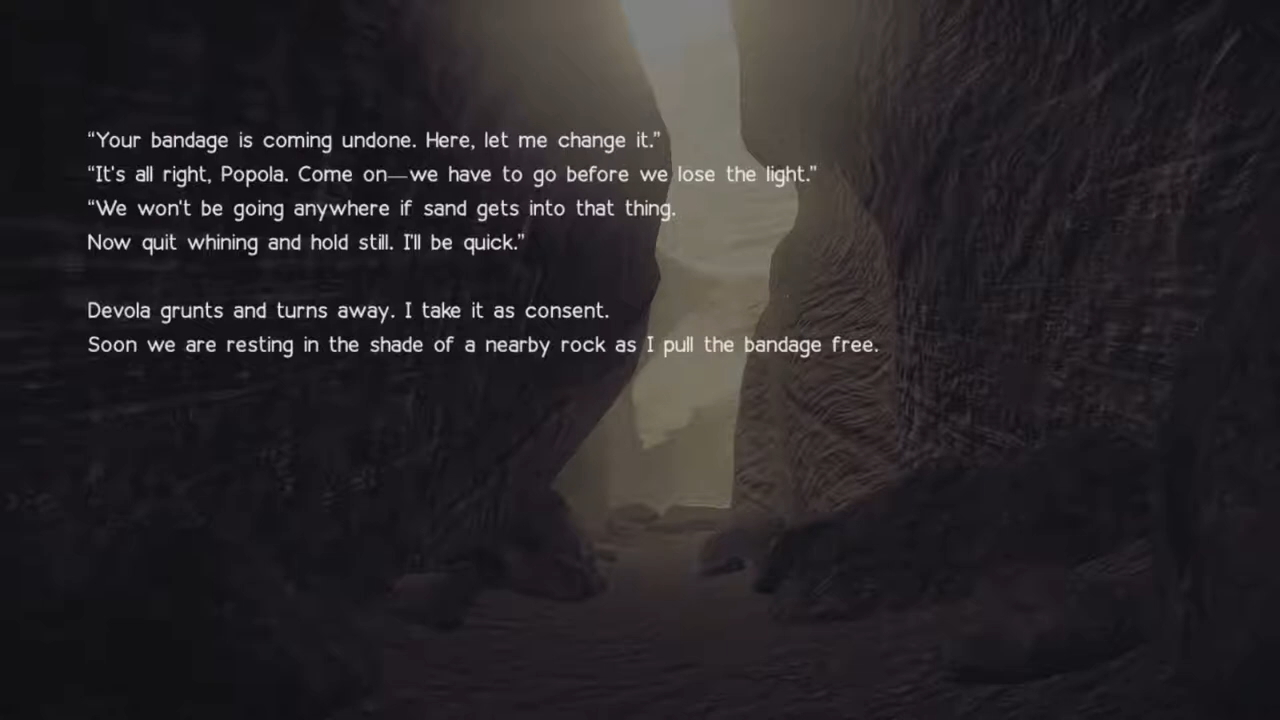 “Your bandage is coming undone. Here, let me change it.”
“It's all right, Popola. Come on—we have to go before we lose the light.”
“We won't be going anywhere if sand gets into that thing.
Now quit whining and hold still. I'll be quick.”
Devola grunts and turns away. I take it as consent.
Soon we are resting in the shade of a nearby rock as I pull the bandage free.